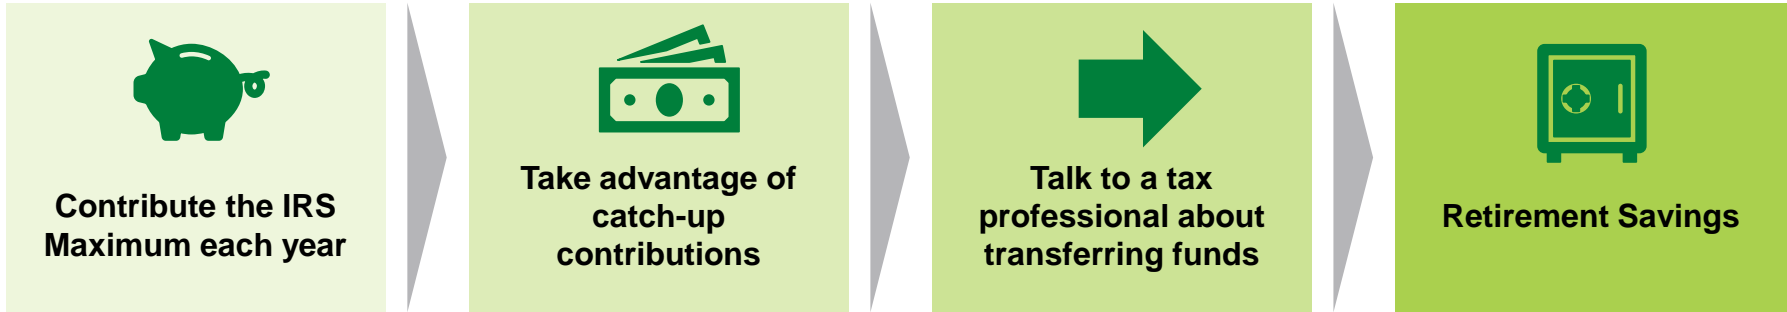 Contribute the IRS
Maximum each year
Take advantage of
catch-up
contributions
Talk to a tax
professional about
transferring funds
Retirement Savings